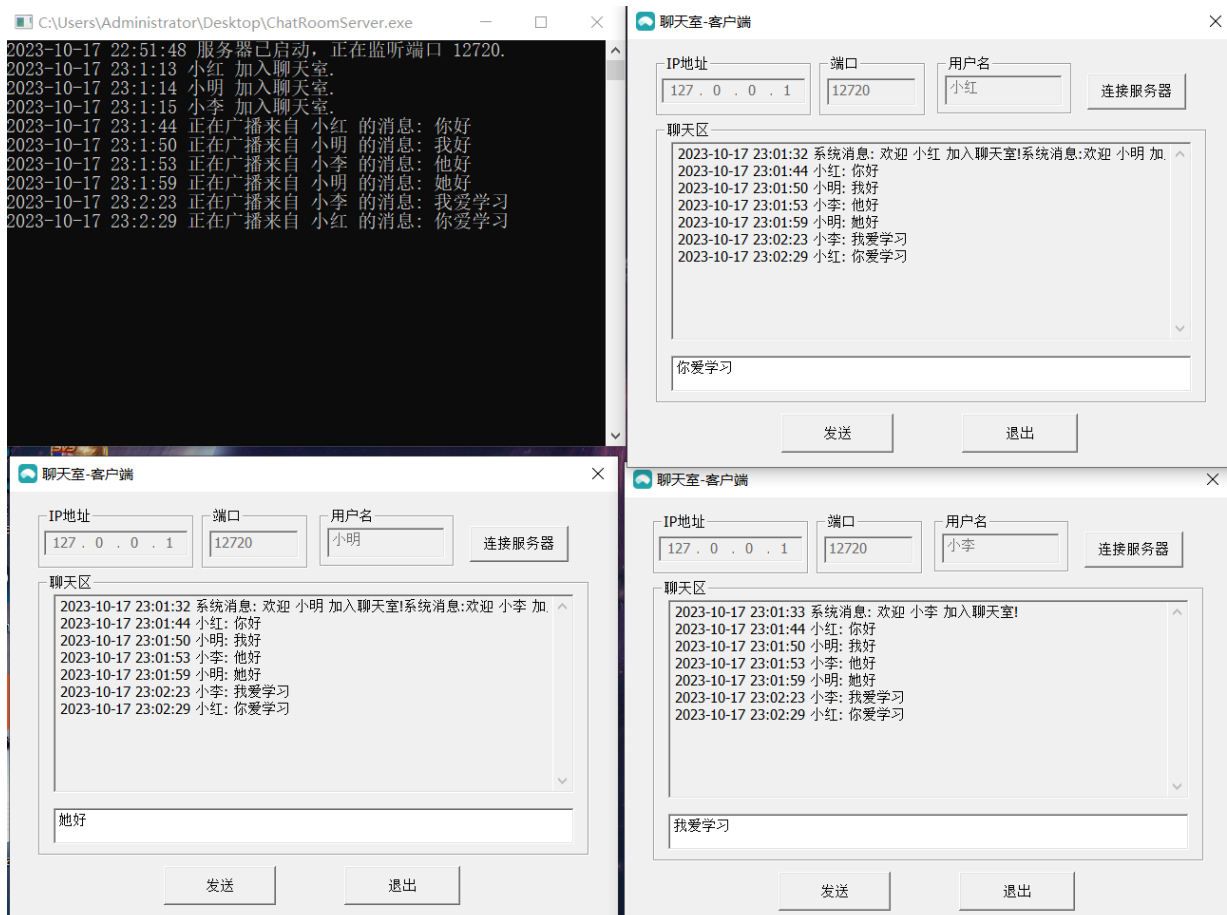 C:\Users\Administrator\Desktop\ChatRoomServer.exe
2023-10-17 22:51:48 服务器已启动，正在监听端口 12720.
2023-10-17 23:1:13 小红 加入聊天室.
2023-10-17 23:1:14 小明 加入聊天室.
2023-10-17 23:1:15 小李 加入聊天室.
2023-10-17 23:1:44 正在广播来自 小红 的消息: 你好
2023-10-17 23:1:50 正在广播来自 小明 的消息: 我好
2023-10-17 23:1:53 正在广播来自 小李 的消息: 他好
2023-10-17 23:1:59 正在广播来自 小明 的消息: 她好
2023-10-17 23:2:23 正在广播来自 小李 的消息: 我爱学习
2023-10-17 23:2:29 正在广播来自 小红 的消息: 你爱学习
聊天室-客户端
IP地址 端口 用户名
127 . 0 . 0 . 1 12720 小红 连接服务器
聊天区
2023-10-17 23:01:32 系统消息: 欢迎 小红 加入聊天室!系统消息:欢迎 小明 加
2023-10-17 23:01:44 小红: 你好
2023-10-17 23:01:50 小明: 我好
2023-10-17 23:01:53 小李: 他好
2023-10-17 23:01:59 小明: 她好
2023-10-17 23:02:23 小李: 我爱学习
2023-10-17 23:02:29 小红: 你爱学习
你爱学习
发送 退出
聊天室-客户端
IP地址 端口 用户名
127 . 0 . 0 . 1 12720 小明 连接服务器
聊天区
2023-10-17 23:01:32 系统消息: 欢迎 小明 加入聊天室!系统消息:欢迎 小李 加
2023-10-17 23:01:44 小红: 你好
2023-10-17 23:01:50 小明: 我好
2023-10-17 23:01:53 小李: 他好
2023-10-17 23:01:59 小明: 她好
2023-10-17 23:02:23 小李: 我爱学习
2023-10-17 23:02:29 小红: 你爱学习
她好
发送 退出
聊天室-客户端
IP地址 端口 用户名
127 . 0 . 0 . 1 12720 小李 连接服务器
聊天区
2023-10-17 23:01:33 系统消息: 欢迎 小李 加入聊天室!
2023-10-17 23:01:44 小红: 你好
2023-10-17 23:01:50 小明: 我好
2023-10-17 23:01:53 小李: 他好
2023-10-17 23:01:59 小明: 她好
2023-10-17 23:02:23 小李: 我爱学习
2023-10-17 23:02:29 小红: 你爱学习
我爱学习
发送 退出